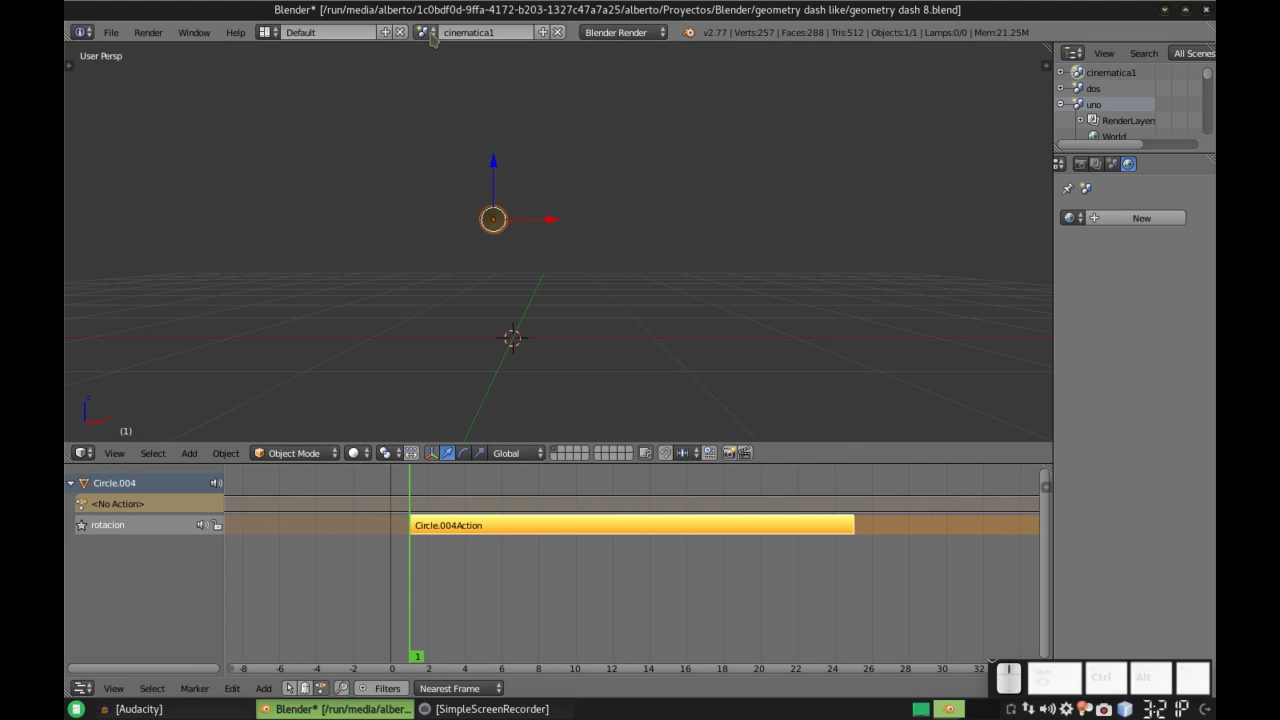 Blender* [/run/media/alberto/1c0bdf0d-9ffa-4172-b203-1327c47a7a25/alberto/Proyectos/Blender/geometry dash like/geometry dash 8.blend]
File Render Window Help Default cinematica1 Blender Render v2.77 | Verts:257 | Faces:288 | Tris:512 | Objects:1/1 | Lamps:0/0 | Mem:21.25M
User Persp
View Search All Scenes
cinematica1
dos
uno
RenderLayers
World
New
z
(1)
View Select Add Object Object Mode Global
Circle.004
<No Action>
rotacion Circle.004Action
1
-8 -6 -4 -2 0 2 4 6 8 10 12 14 16 18 20 22 24 26 28 30 32
Shift Ctrl Alt
View Select Marker Edit Add Filters Nearest Frame
[Audacity] Blender* [/run/media/alber... [SimpleScreenRecorder] 3:21P